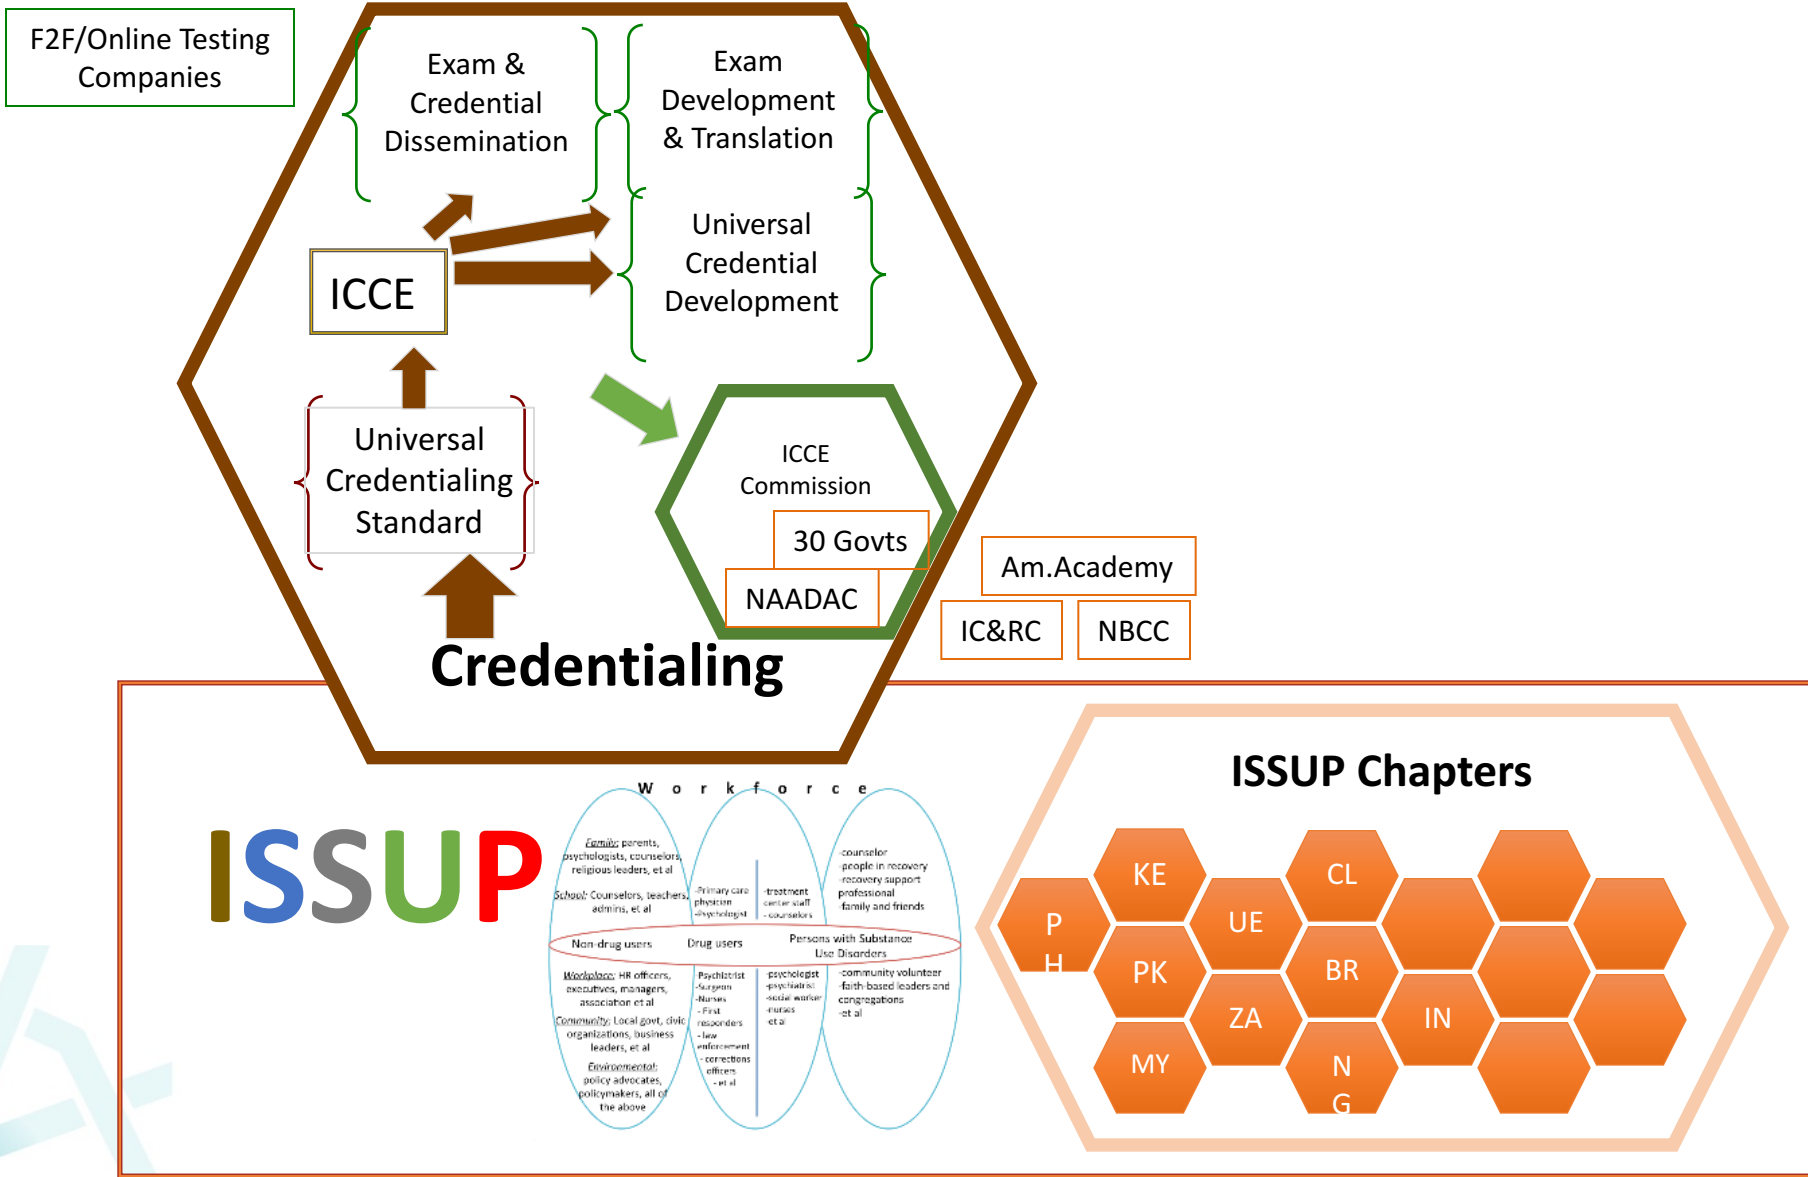 F2F/Online Testing
Companies
Exam &
Credential
Dissemination
Exam
Development
& Translation
Universal
Credential
Development
ICCE
Universal
Credentialing
Standard
ICCE
Commission
30 Govts
NAADAC
Am.Academy
IC&RC
NBCC
Credentialing
ISSUP
Workforce
Family: parents,
psychologists, counselors,
religious leaders, et al
School: Counselors, teachers,
admins, et al
-Primary care
physician
-Psychologist
-treatment
center staff
- counselors
-counselor
-people in recovery
-recovery support
professional
-family and friends
Non-drug users
Drug users
Persons with Substance
Use Disorders
Workplace: HR officers,
executives, managers,
association et al
Community: Local govt, civic
organizations, business
leaders, et al
Environmental:
policy advocates,
policymakers, all of
the above
Psychiatrist
-Surgeon
-Nurses
- First
responders
- law
enforcement
- corrections
officers
- et al
-psychologist
-psychiatrist
-social worker
-nurses
-et al
-community volunteer
-faith-based leaders and
congregations
-et al
ISSUP Chapters
KE
CL
P
H
UE
PK
BR
ZA
IN
MY
N
G